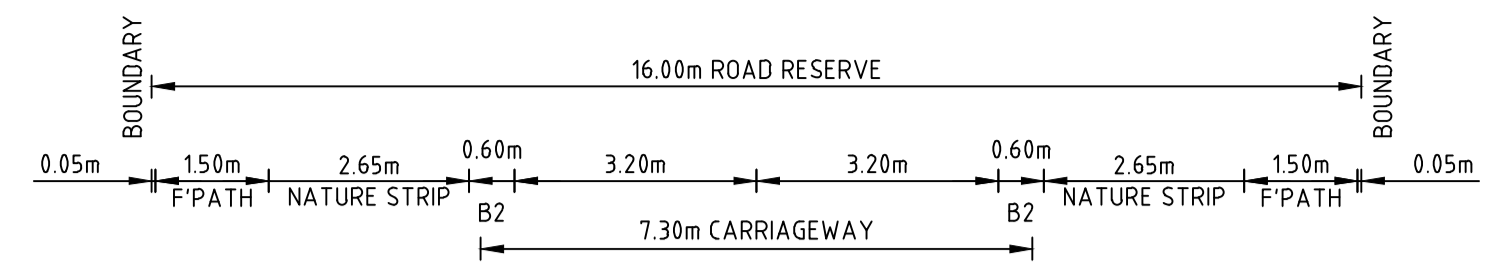 BOUNDARY
16.00m ROAD RESERVE
BOUNDARY
0.05m
1.50m
2.65m
0.60m
3.20m
3.20m
0.60m
2.65m
1.50m
0.05m
F'PATH
NATURE STRIP
B2
B2
NATURE STRIP
F'PATH
7.30m CARRIAGEWAY